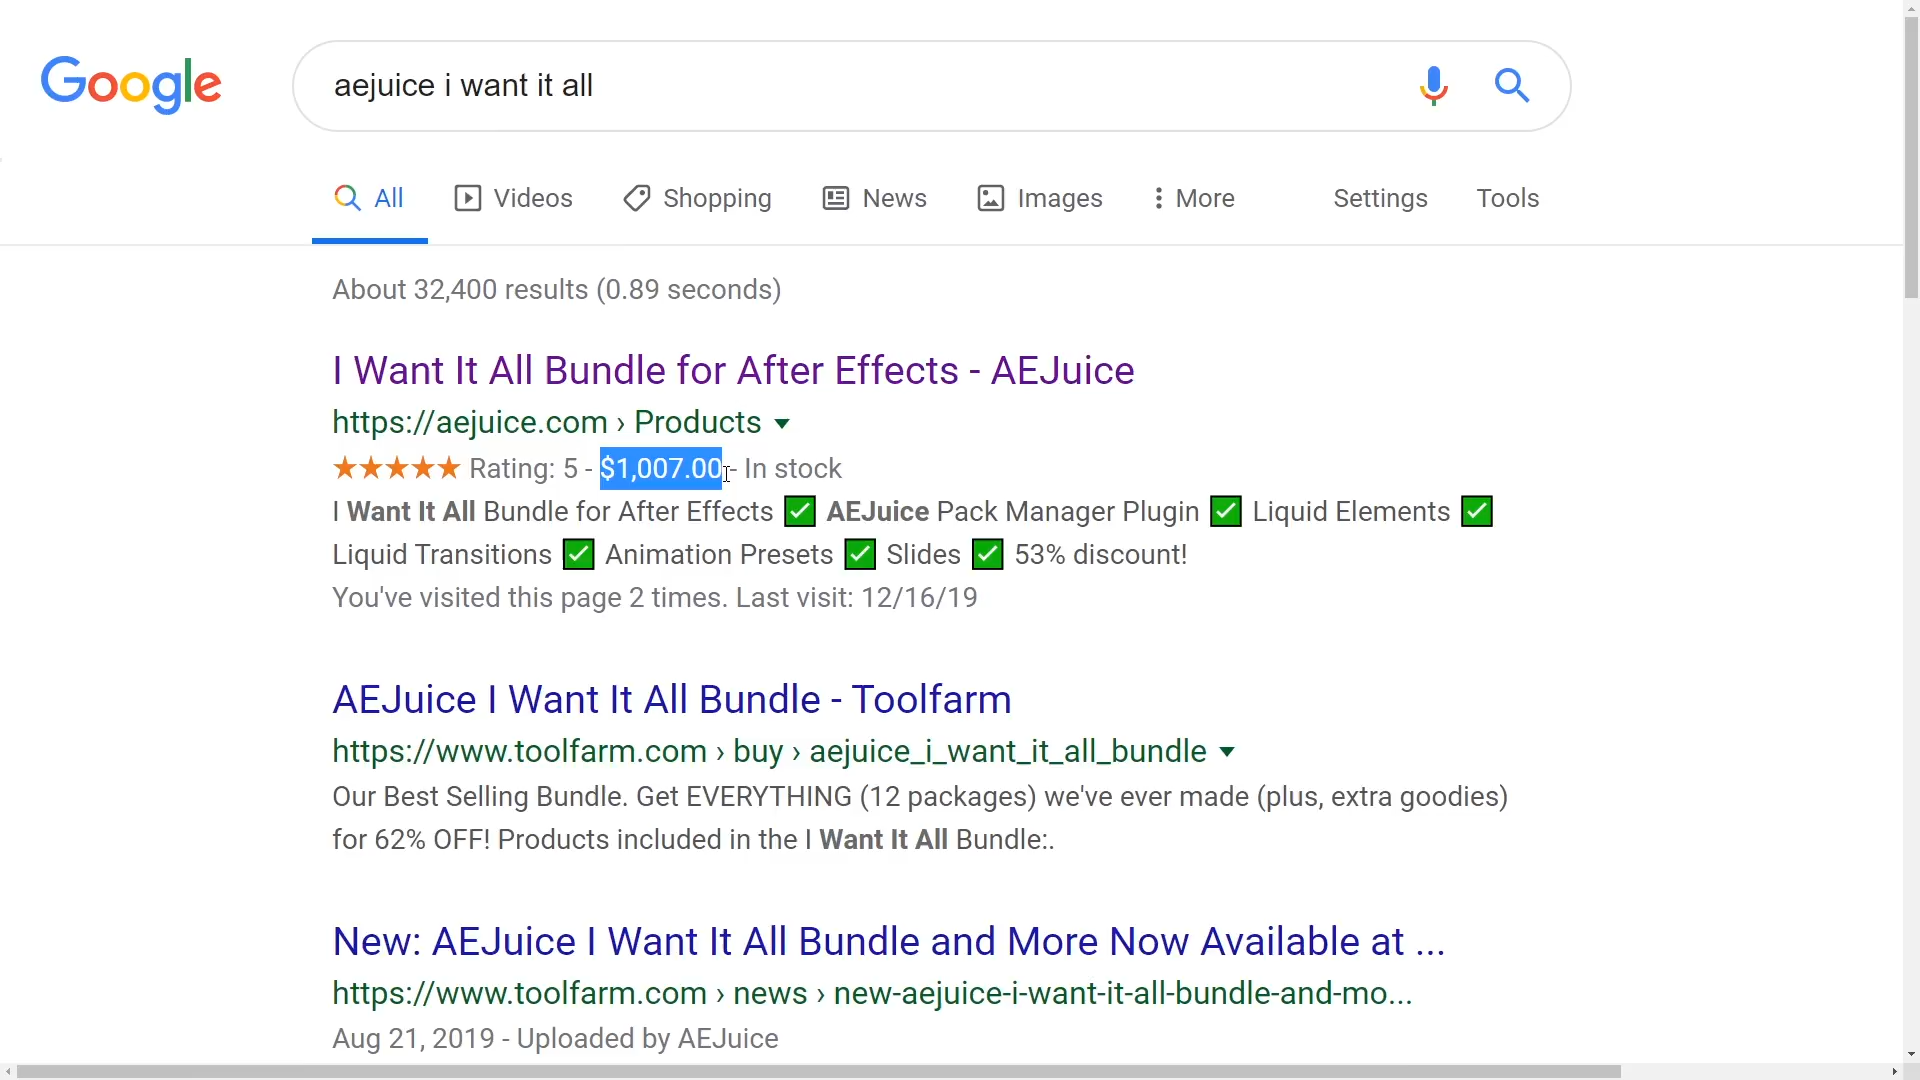 Google
aejuice i want it all
All Videos Shopping News Images More Settings Tools
About 32,400 results (0.89 seconds)
I Want It All Bundle for After Effects - AEJuice
https://aejuice.com › Products
Rating: 5 - $1,007.00 - In stock
I Want It All Bundle for After Effects ✅ AEJuice Pack Manager Plugin ✅ Liquid Elements ✅
Liquid Transitions ✅ Animation Presets ✅ Slides ✅ 53% discount!
You've visited this page 2 times. Last visit: 12/16/19
AEJuice I Want It All Bundle - Toolfarm
https://www.toolfarm.com › buy › aejuice_i_want_it_all_bundle
Our Best Selling Bundle. Get EVERYTHING (12 packages) we've ever made (plus, extra goodies)
for 62% OFF! Products included in the I Want It All Bundle:.
New: AEJuice I Want It All Bundle and More Now Available at ...
https://www.toolfarm.com › news › new-aejuice-i-want-it-all-bundle-and-mo...
Aug 21, 2019 - Uploaded by AEJuice